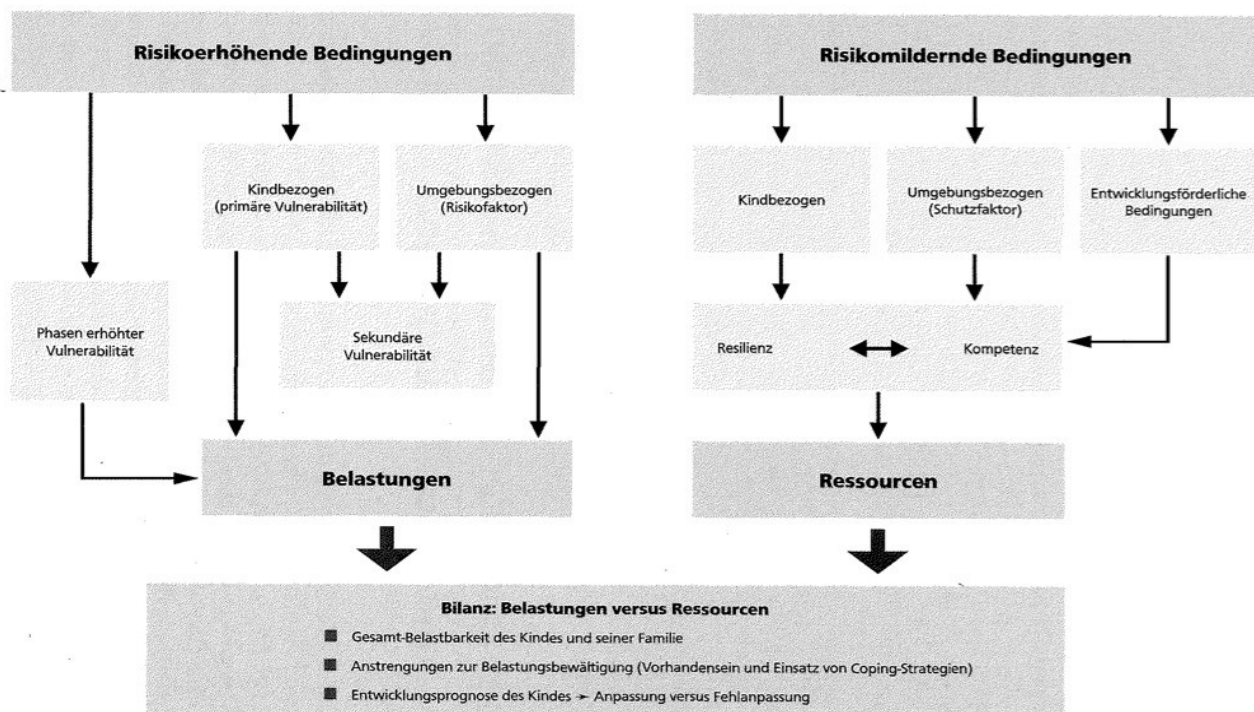 Risikoerhöhende Bedingungen
Risikomildernde Bedingungen
Kindbezogen
(primäre Vulnerabilität)
Umgebungsbezogen
(Risikofaktor)
Kindbezogen
Umgebungsbezogen
(Schutzfaktor)
Entwicklungsförderliche
Bedingungen
Phasen erhöhter
Vulnerabilität
Sekundäre
Vulnerabilität
Resilienz
Kompetenz
Belastungen
Ressourcen
Bilanz: Belastungen versus Ressourcen
■ Gesamt-Belastbarkeit des Kindes und seiner Familie
■ Anstrengungen zur Belastungsbewältigung (Vorhandensein und Einsatz von Coping-Strategien)
■ Entwicklungsprognose des Kindes → Anpassung versus Fehlanpassung